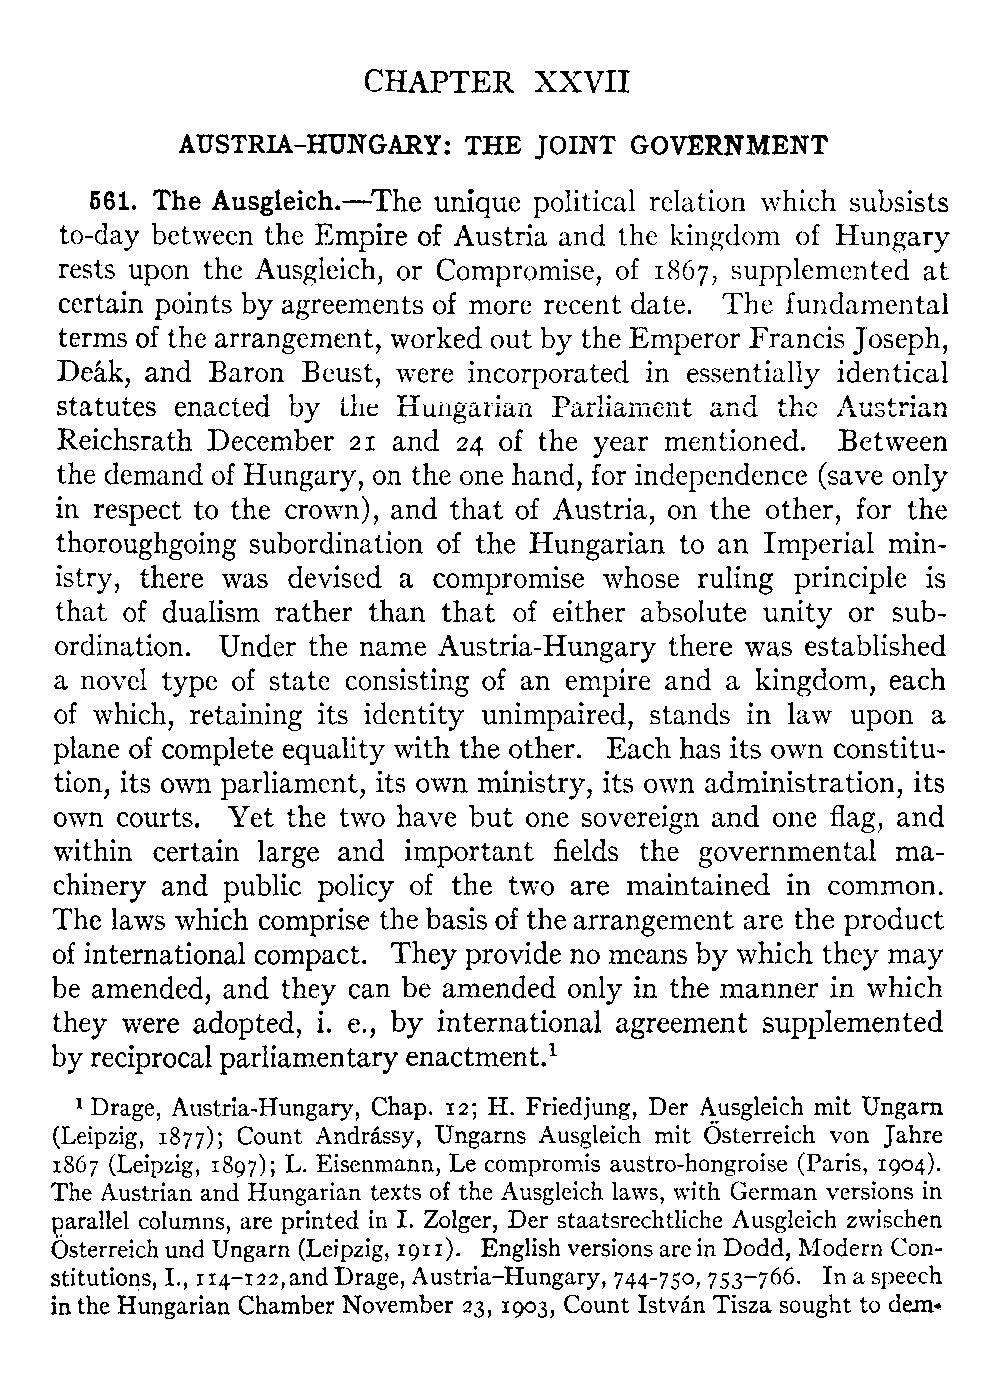 CHAPTER XXVII
AUSTRIA-HUNGARY: THE JOINT GOVERNMENT
561. The Ausgleich.—The unique political relation which subsists
to-day between the Empire of Austria and the kingdom of Hungary
rests upon the Ausgleich, or Compromise, of 1867, supplemented at
certain points by agreements of more recent date. The fundamental
terms of the arrangement, worked out by the Emperor Francis Joseph,
Deák, and Baron Beust, were incorporated in essentially identical
statutes enacted by the Hungarian Parliament and the Austrian
Reichsrath December 21 and 24 of the year mentioned. Between
the demand of Hungary, on the one hand, for independence (save only
in respect to the crown), and that of Austria, on the other, for the
thoroughgoing subordination of the Hungarian to an Imperial min-
istry, there was devised a compromise whose ruling principle is
that of dualism rather than that of either absolute unity or sub-
ordination. Under the name Austria-Hungary there was established
a novel type of state consisting of an empire and a kingdom, each
of which, retaining its identity unimpaired, stands in law upon a
plane of complete equality with the other. Each has its own constitu-
tion, its own parliament, its own ministry, its own administration, its
own courts. Yet the two have but one sovereign and one flag, and
within certain large and important fields the governmental ma-
chinery and public policy of the two are maintained in common.
The laws which comprise the basis of the arrangement are the product
of international compact. They provide no means by which they may
be amended, and they can be amended only in the manner in which
they were adopted, i. e., by international agreement supplemented
by reciprocal parliamentary enactment.¹
¹ Drage, Austria-Hungary, Chap. 12; H. Friedjung, Der Ausgleich mit Ungarn
(Leipzig, 1877); Count Andrássy, Ungarns Ausgleich mit Österreich von Jahre
1867 (Leipzig, 1897); L. Eisenmann, Le compromis austro-hongroise (Paris, 1904).
The Austrian and Hungarian texts of the Ausgleich laws, with German versions in
parallel columns, are printed in I. Zolger, Der staatsrechtliche Ausgleich zwischen
Österreich und Ungarn (Leipzig, 1911). English versions are in Dodd, Modern Con-
stitutions, I., 114-122, and Drage, Austria-Hungary, 744-750, 753-766. In a speech
in the Hungarian Chamber November 23, 1903, Count István Tisza sought to dem-